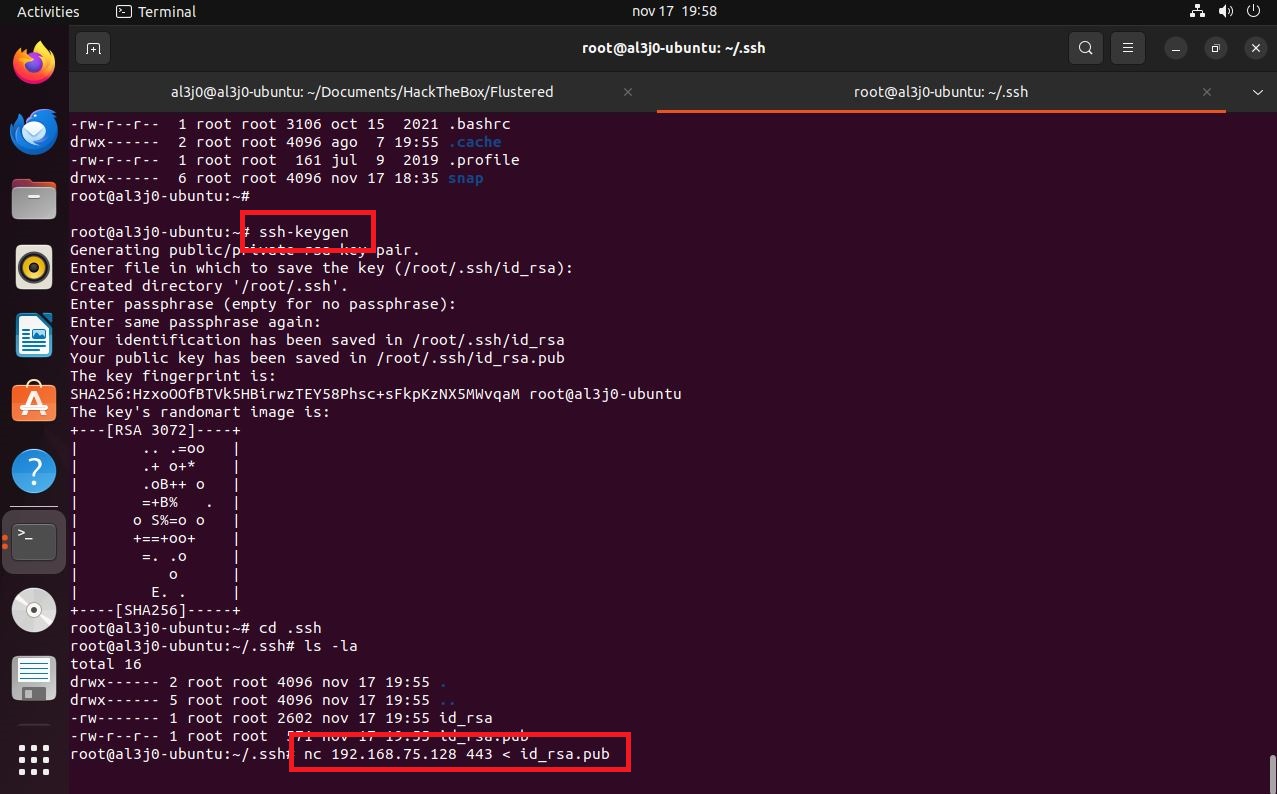 Activities Terminal nov 17 19:58
root@al3j0-ubuntu: ~/.ssh
al3j0@al3j0-ubuntu: ~/Documents/HackTheBox/Flustered root@al3j0-ubuntu: ~/.ssh
-rw-r--r--  1 root root 3106 oct 15  2021 .bashrc
drwx------  2 root root 4096 ago  7 19:55 .cache
-rw-r--r--  1 root root  161 jul  9  2019 .profile
drwx------  6 root root 4096 nov 17 18:35 snap
root@al3j0-ubuntu:~#
root@al3j0-ubuntu:~# ssh-keygen
Generating public/private rsa key pair.
Enter file in which to save the key (/root/.ssh/id_rsa):
Created directory '/root/.ssh'.
Enter passphrase (empty for no passphrase):
Enter same passphrase again:
Your identification has been saved in /root/.ssh/id_rsa
Your public key has been saved in /root/.ssh/id_rsa.pub
The key fingerprint is:
SHA256:HzxoOOfBTVk5HBirwzTEY58Phsc+sFkpKzNX5MWvqaM root@al3j0-ubuntu
The key's randomart image is:
+---[RSA 3072]----+
|       .. .=oo   |
|       .+ o+*    |
|       .oB++ o   |
|       =+B%   .  |
|      o S%=o o   |
|      +==+oo+    |
|       =. .o     |
|          o      |
|        E. .     |
+----[SHA256]-----+
root@al3j0-ubuntu:~# cd .ssh
root@al3j0-ubuntu:~/.ssh# ls -la
total 16
drwx------ 2 root root 4096 nov 17 19:55 .
drwx------ 5 root root 4096 nov 17 19:55 ..
-rw------- 1 root root 2602 nov 17 19:55 id_rsa
-rw-r--r-- 1 root root  571 nov 17 19:55 id_rsa.pub
root@al3j0-ubuntu:~/.ssh# nc 192.168.75.128 443 < id_rsa.pub